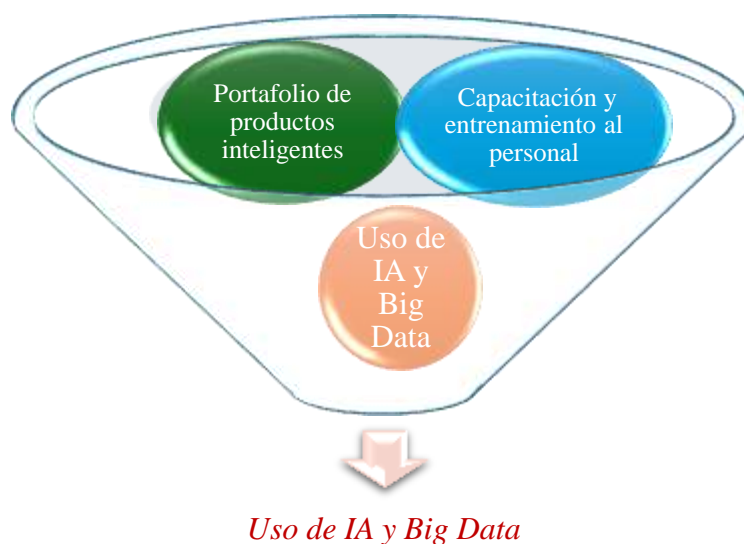 Portafolio de
productos
inteligentes
Capacitación y
entrenamiento al
personal
Uso de
IA y
Big
Data
Uso de IA y Big Data